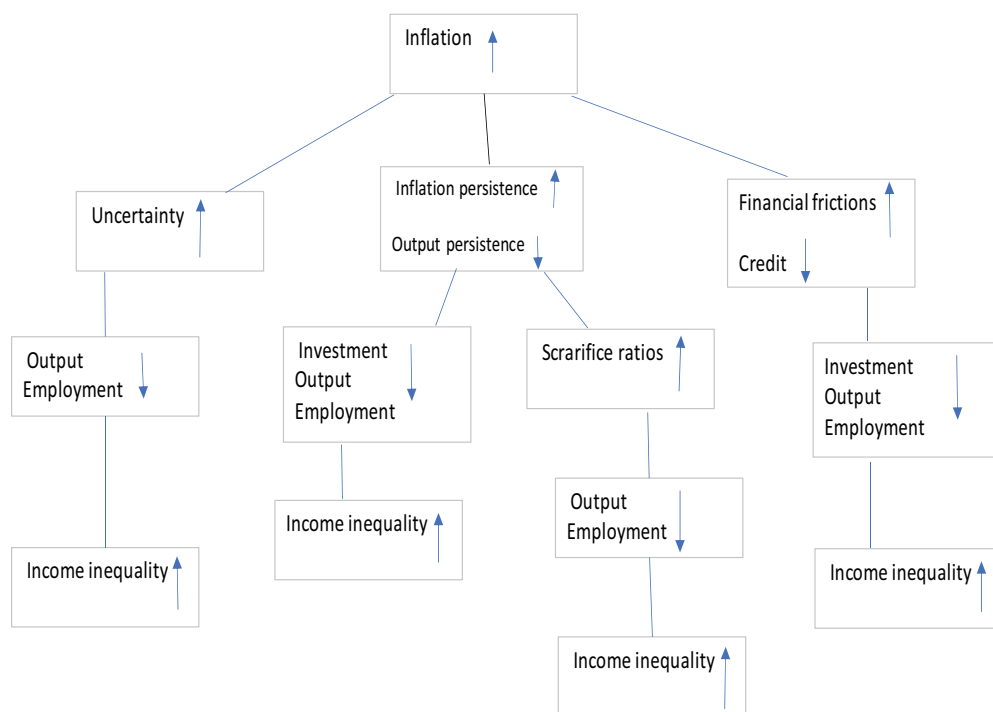 Inflation
Uncertainty
Inflation persistence
Output persistence
Financial frictions
Credit
Output
Employment
Investment
Output
Employment
Scrarifice ratios
Investment
Output
Employment
Income inequality
Income inequality
Output
Employment
Income inequality
Income inequality